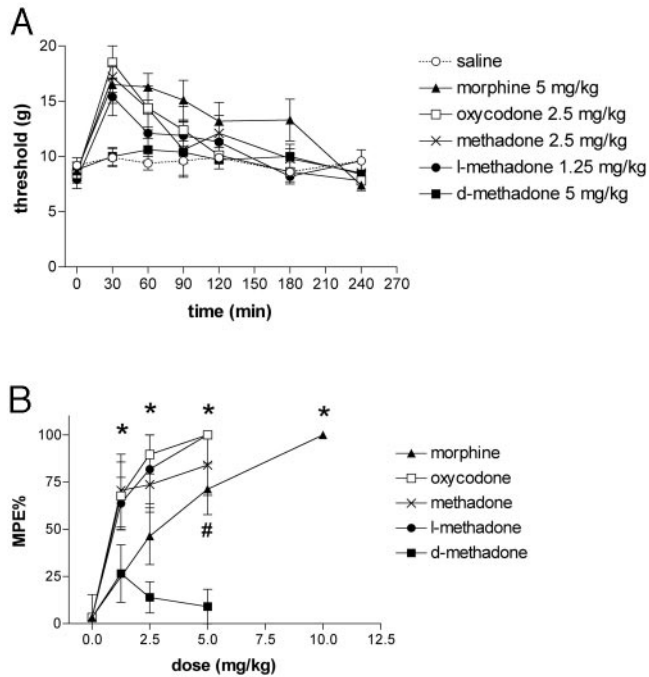 A
20
15
10
5
0
threshold (g)
0 30 60 90 120 150 180 210 240 270
time (min)
saline
morphine 5 mg/kg
oxycodone 2.5 mg/kg
methadone 2.5 mg/kg
l-methadone 1.25 mg/kg
d-methadone 5 mg/kg
B
100
75
50
25
0
MPE%
* * * *
#
0.0 2.5 5.0 7.5 10.0 12.5
dose (mg/kg)
morphine
oxycodone
methadone
l-methadone
d-methadone